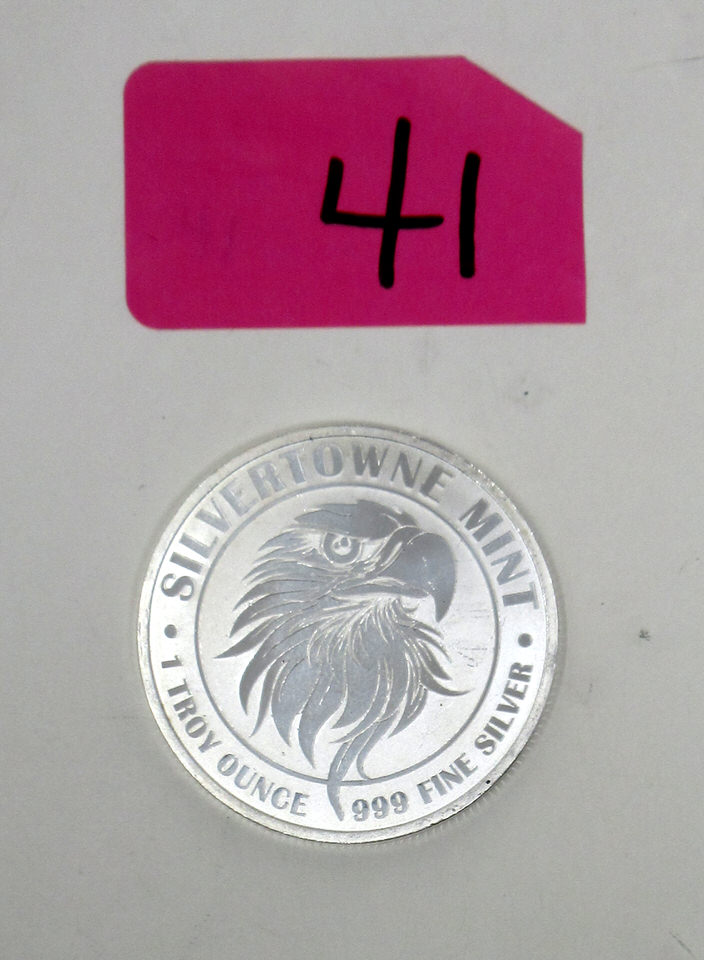 41
SILVERTOWNE MINT
• 1 TROY OUNCE 999 FINE SILVER •